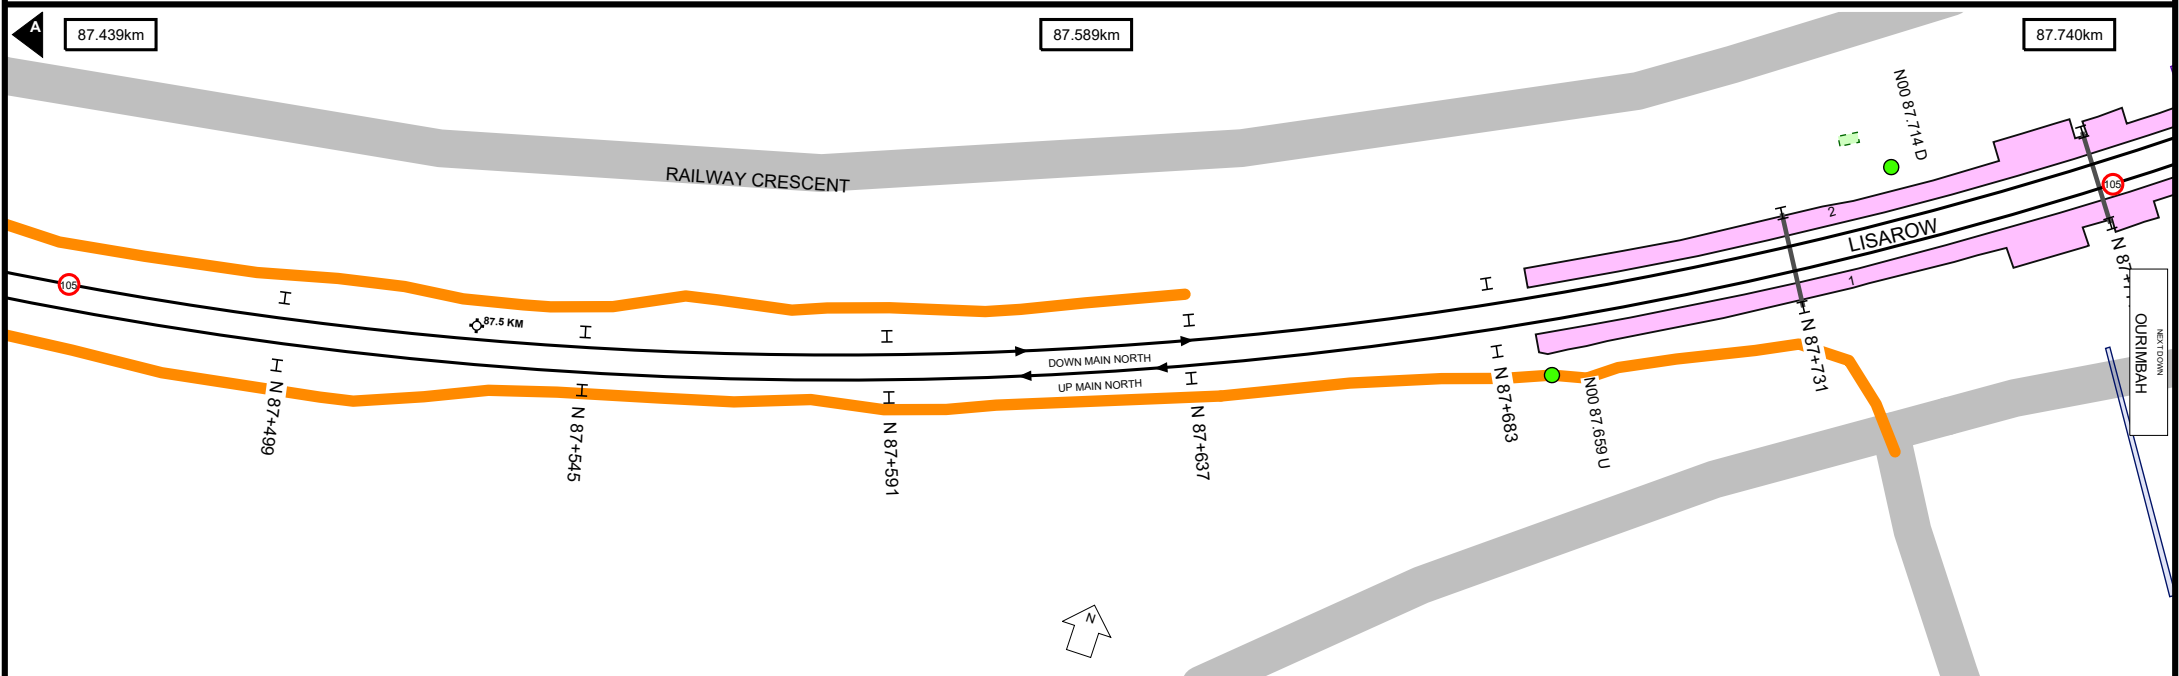 A
87.439km
87.589km
87.740km
N00 87.714 D
RAILWAY CRESCENT
105
2
LISAROW
105
1
87.5 KM
DOWN MAIN NORTH
UP MAIN NORTH
N 87+499
N 87+545
N 87+591
N 87+637
N 87+683
N00 87.659 U
N 87+731
NEXT DOWN
OURIMBAH